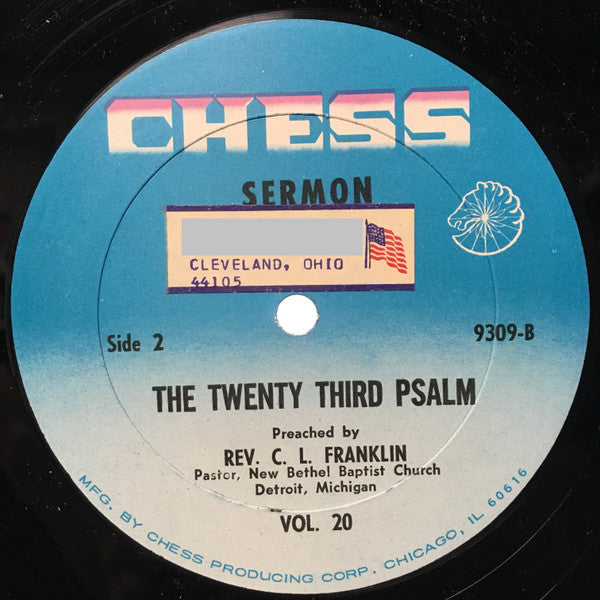 CHESS
SERMON
CLEVELAND, OHIO
44105
Side 2
9309-B
THE TWENTY THIRD PSALM
Preached by
REV. C. L. FRANKLIN
Pastor, New Bethel Baptist Church
Detroit, Michigan
VOL. 20
MFG. BY CHESS PRODUCING CORP. CHICAGO, IL 60616